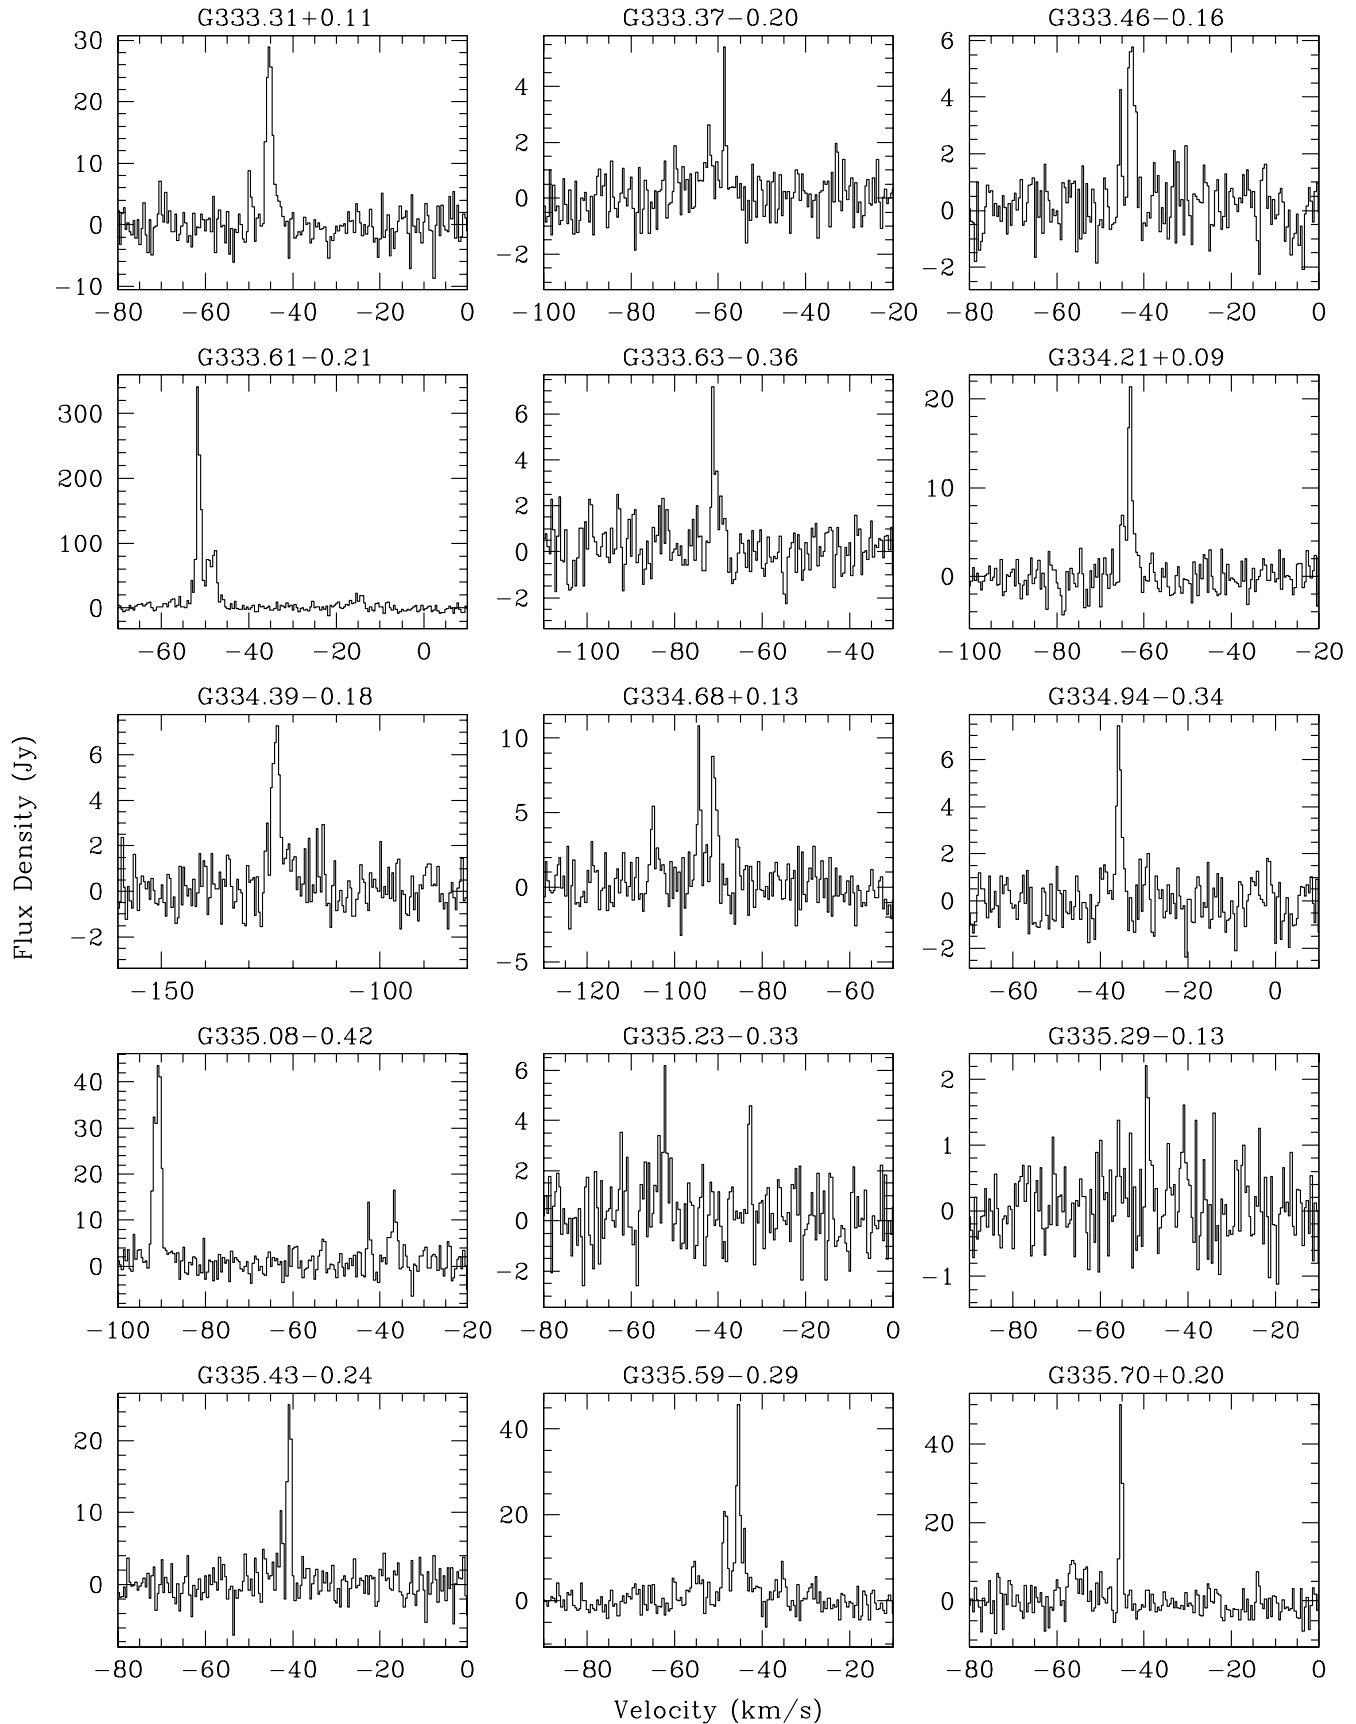 G333.31+0.11 G333.37−0.20 G333.46−0.16
30 20 10 0 −10
4 2 0 −2
6 4 2 0 −2
−80 −60 −40 −20 0 −100 −80 −60 −40 −20 −80 −60 −40 −20 0
G333.61−0.21 G333.63−0.36 G334.21+0.09
300 200 100 0
6 4 2 0 −2
20 10 0
−60 −40 −20 0 −100 −80 −60 −40 −100 −80 −60 −40 −20
G334.39−0.18 G334.68+0.13 G334.94−0.34
6 4 2 0 −2
10 5 0 −5
6 4 2 0 −2
−150 −100 −120 −100 −80 −60 −60 −40 −20 0
Flux Density (Jy)
G335.08−0.42 G335.23−0.33 G335.29−0.13
40 30 20 10 0
6 4 2 0 −2
2 1 0 −1
−100 −80 −60 −40 −20 −80 −60 −40 −20 0 −80 −60 −40 −20
G335.43−0.24 G335.59−0.29 G335.70+0.20
20 10 0
40 20 0
40 20 0
−80 −60 −40 −20 0 −80 −60 −40 −20 −80 −60 −40 −20 0
Velocity (km/s)